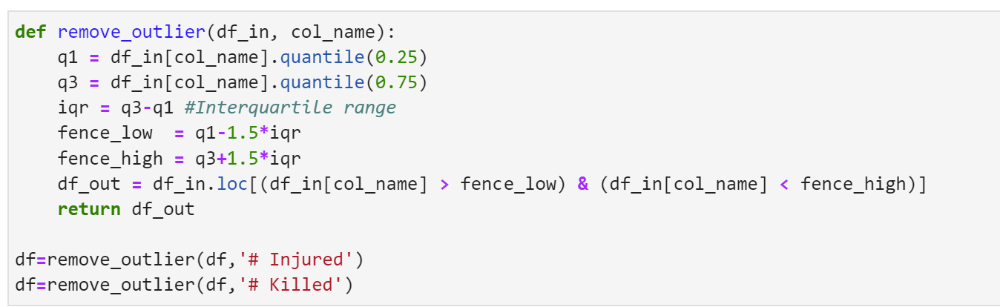 def remove_outlier(df_in, col_name):
    q1 = df_in[col_name].quantile(0.25)
    q3 = df_in[col_name].quantile(0.75)
    iqr = q3-q1 #Interquartile range
    fence_low  = q1-1.5*iqr
    fence_high = q3+1.5*iqr
    df_out = df_in.loc[(df_in[col_name] > fence_low) & (df_in[col_name] < fence_high)]
    return df_out

df=remove_outlier(df,'# Injured')
df=remove_outlier(df,'# Killed')